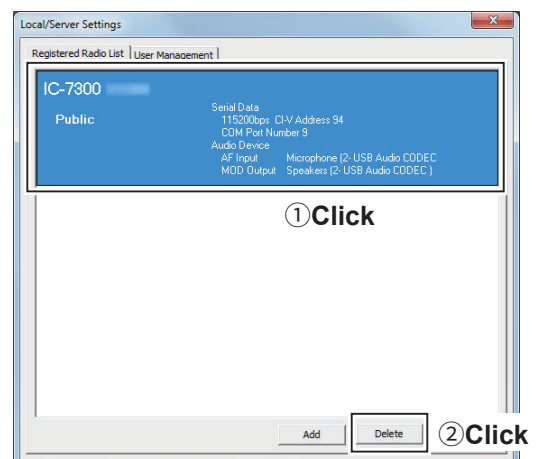 Local/Server Settings
Registered Radio List User Management
IC-7300
Public
Serial Data
115200bps CI-V Address 94
COM Port Number 9
Audio Device
AF Input Microphone (2- USB Audio CODEC
MOD Output Speakers (2- USB Audio CODEC )
①Click
Add Delete ②Click